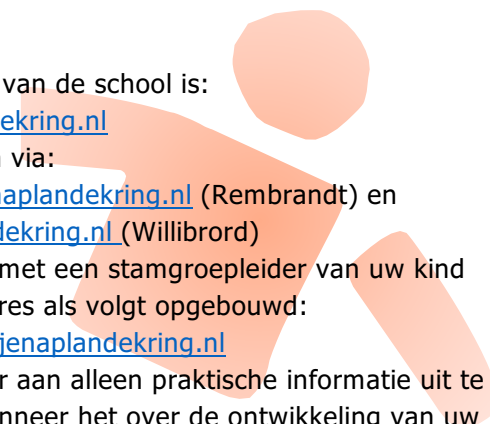 van de school is:
ekring.nl
via:
aplandekring.nl (Rembrandt) en
dekring.nl (Willibrord)
met een stamgroepleider van uw kind
res als volgt opgebouwd:
jenaplandekring.nl
r aan alleen praktische informatie uit te
nneer het over de ontwikkeling van uw